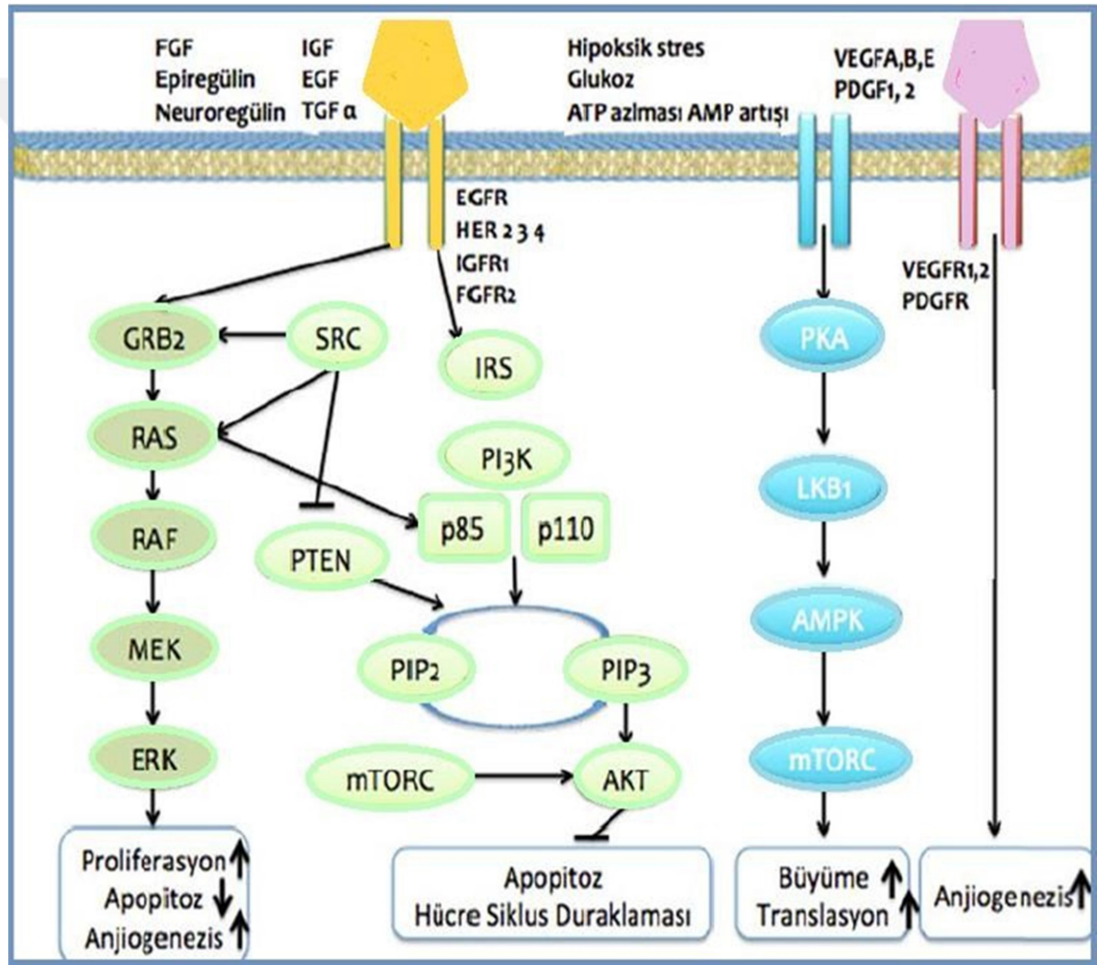 FGF
Epiregülin
Neuroregülin
IGF
EGF
TGF α
Hipoksik stres
Glukoz
ATP azlması AMP artışı
VEGFA,B,E
PDGF1, 2
EGFR
HER 2 3 4
IGFR1
FGFR2
VEGFR1,2
PDGFR
GRB2
SRC
IRS
PKA
RAS
PI3K
LKB1
p85
p110
RAF
PTEN
AMPK
MEK
PIP2
PIP3
ERK
mTORC
AKT
mTORC
Proliferasyon
Apopitoz
Anjiogenezis
Apopitoz
Hücre Siklus Duraklaması
Büyüme
Translasyon
Anjiogenezis